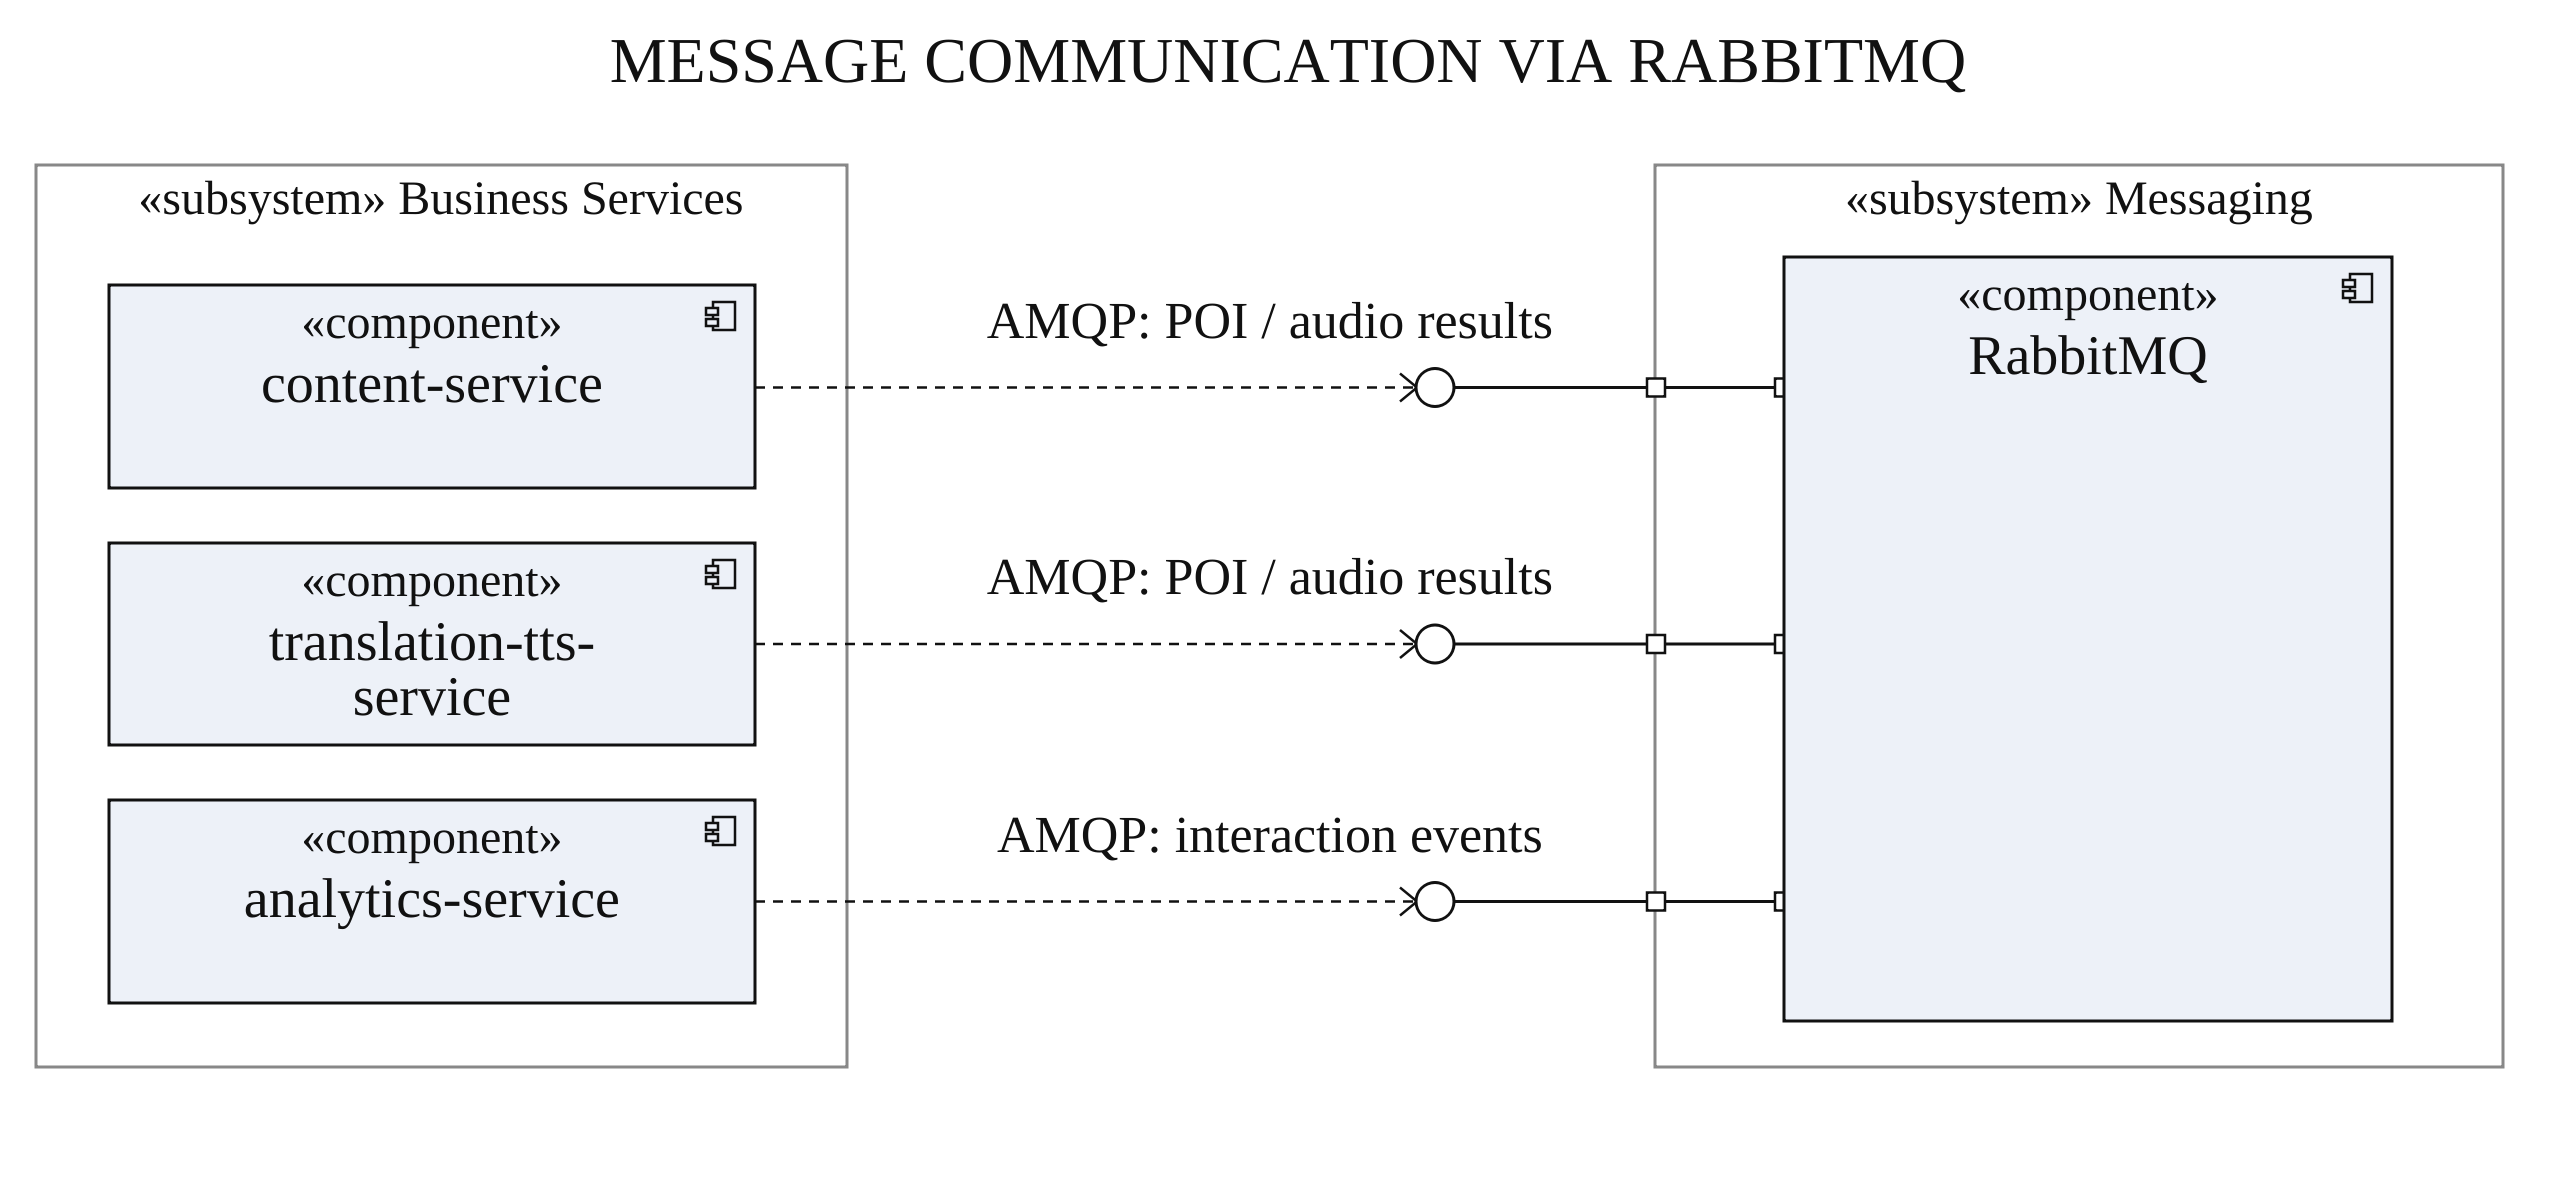 MESSAGE COMMUNICATION VIA RABBITMQ
«subsystem» Business Services
«component»
content-service
«component»
translation-tts-
service
«component»
analytics-service
AMQP: POI / audio results
AMQP: POI / audio results
AMQP: interaction events
«subsystem» Messaging
«component»
RabbitMQ